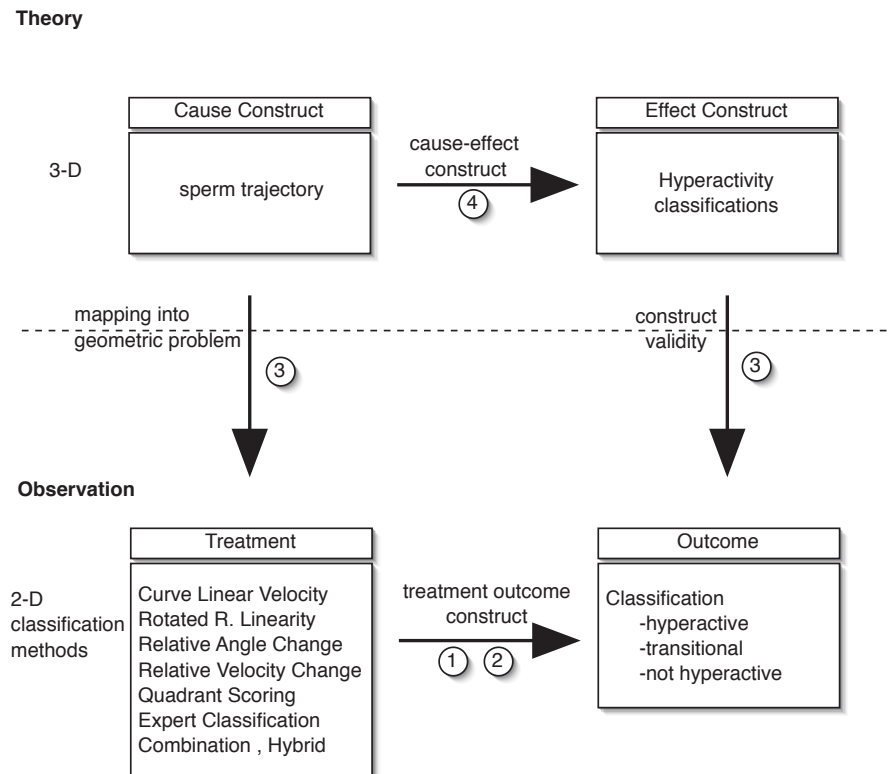 Theory
Cause Construct
Effect Construct
3-D
sperm trajectory
cause-effect
construct
4
Hyperactivity
classifications
mapping into
geometric problem
3
construct
validity
3
Observation
Treatment
Outcome
2-D
classification
methods
Curve Linear Velocity
Rotated R. Linearity
Relative Angle Change
Relative Velocity Change
Quadrant Scoring
Expert Classification
Combination , Hybrid
treatment outcome
construct
1 2
Classification
-hyperactive
-transitional
-not hyperactive